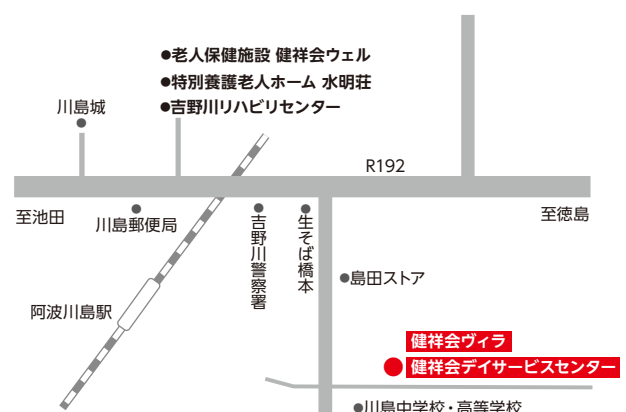 ●老人保健施設 健祥会ウェル
●特別養護老人ホーム 水明荘
●吉野川リハビリセンター
川島城
R192
至池田
川島郵便局
吉野川警察署
生そば橋本
至徳島
●島田ストア
阿波川島駅
健祥会ヴィラ
●健祥会デイサービスセンター
●川島中学校・高等学校